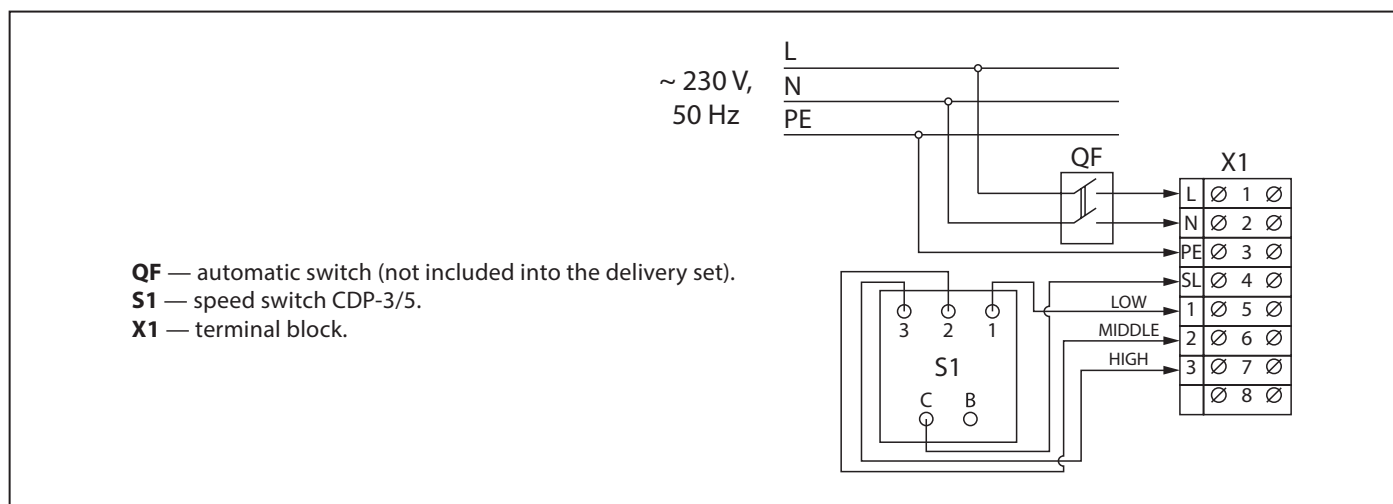 L
~ 230 V,
N
50 Hz
PE
QF
X1
L Ø 1 Ø
N Ø 2 Ø
PE Ø 3 Ø
SL Ø 4 Ø
LOW
1 Ø 5 Ø
MIDDLE
2 Ø 6 Ø
HIGH
3 Ø 7 Ø
Ø 8 Ø
QF — automatic switch (not included into the delivery set).
S1 — speed switch CDP-3/5.
X1 — terminal block.
3 2 1
S1
C B